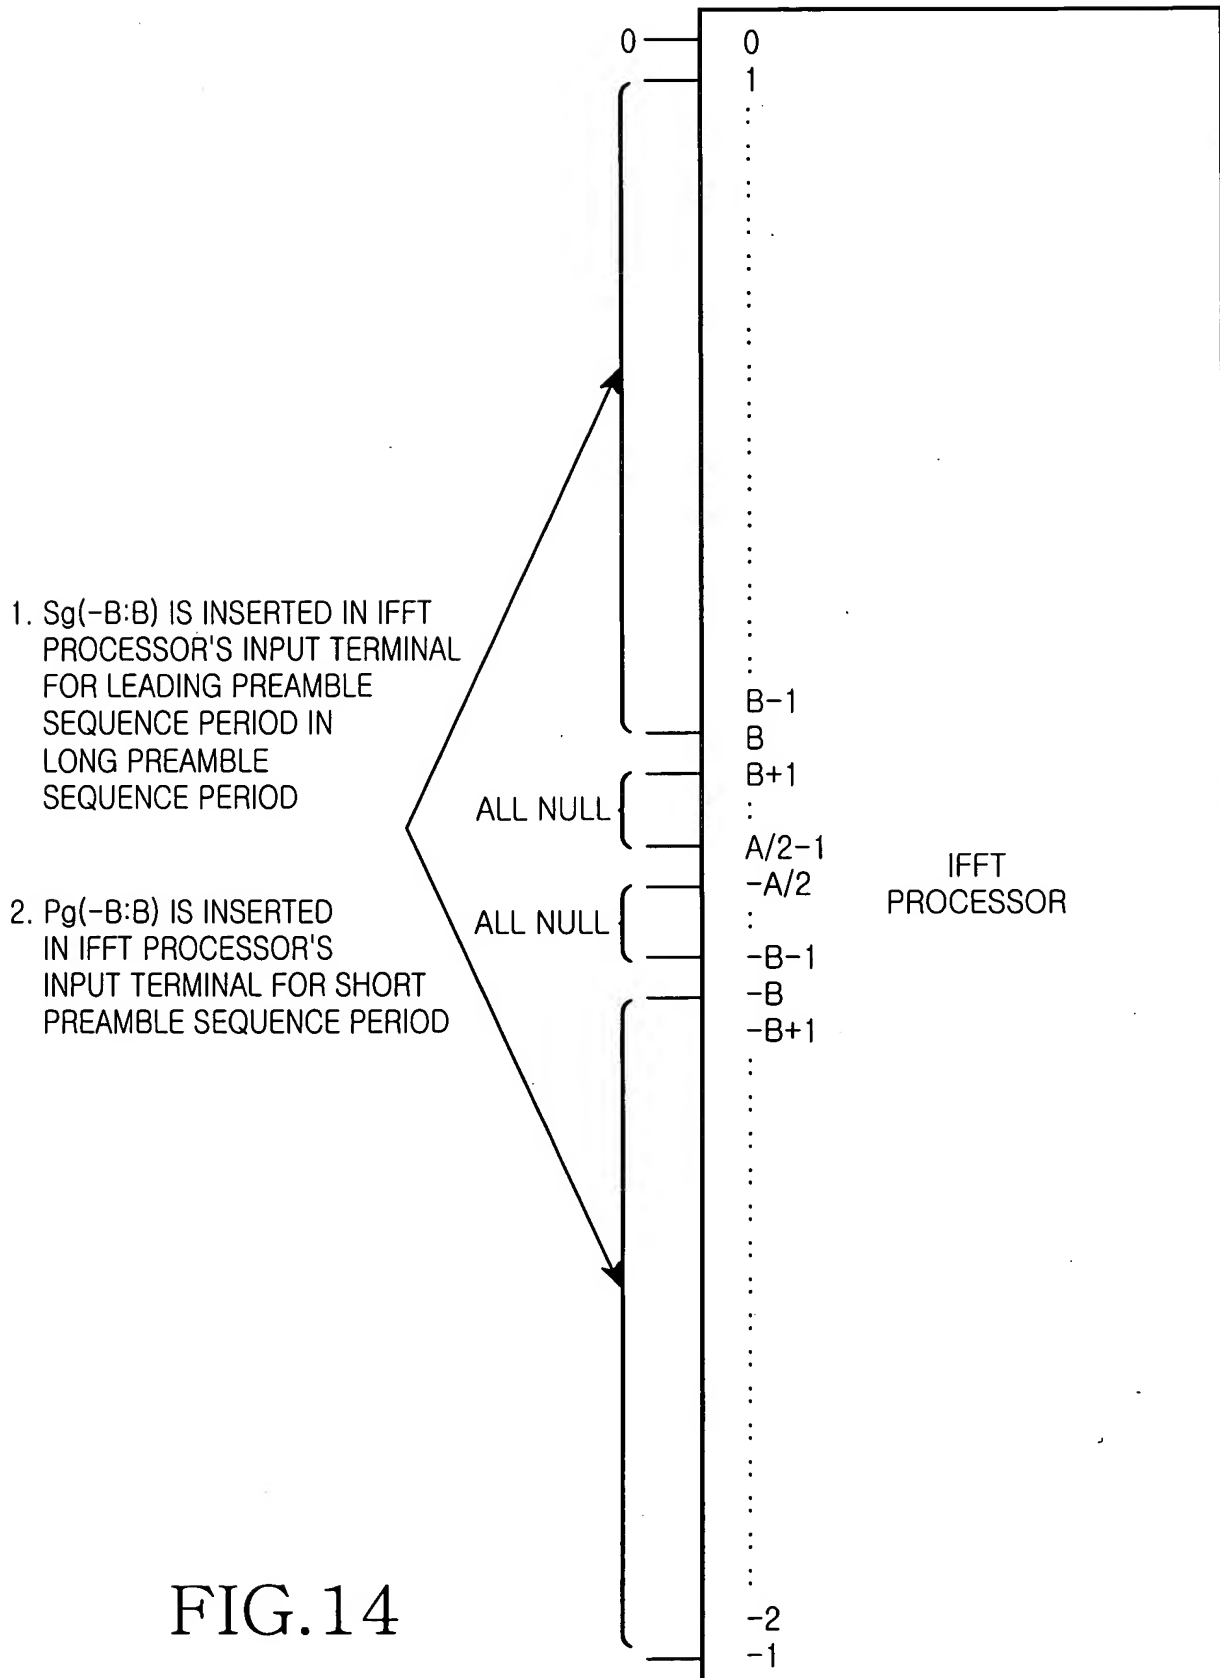 0
0
1
1. Sg(-B:B) IS INSERTED IN IFFT
PROCESSOR'S INPUT TERMINAL
FOR LEADING PREAMBLE
SEQUENCE PERIOD IN
LONG PREAMBLE
SEQUENCE PERIOD
2. Pg(-B:B) IS INSERTED
IN IFFT PROCESSOR'S
INPUT TERMINAL FOR SHORT
PREAMBLE SEQUENCE PERIOD
B-1
B
B+1
ALL NULL
A/2-1
-A/2
ALL NULL
-B-1
-B
-B+1
-2
-1
IFFT
PROCESSOR
FIG.14